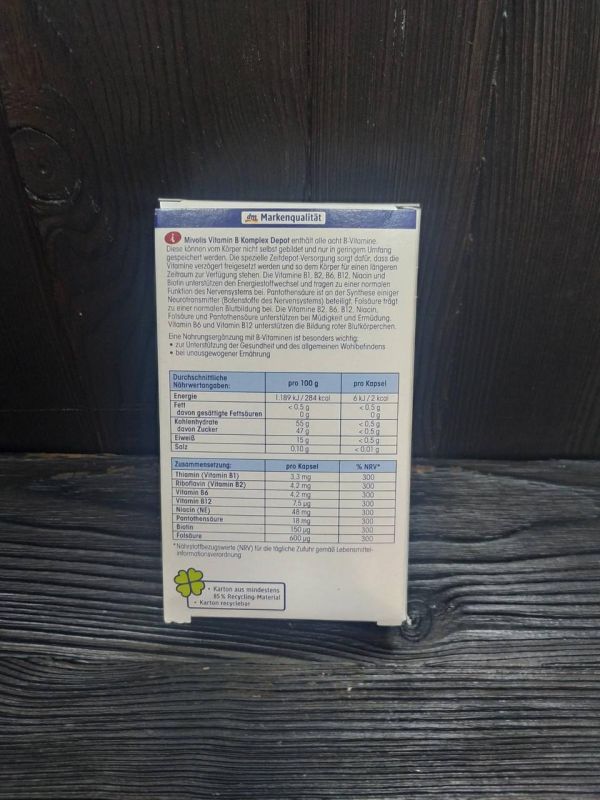 dm Markenqualität
i Mivolis Vitamin B Komplex Depot enthält alle acht B-Vitamine.
Diese können vom Körper nicht selbst gebildet und nur in geringem Umfang
gespeichert werden. Die spezielle Zeitdepot-Versorgung sorgt dafür, dass die
Vitamine verzögert freigesetzt werden und so dem Körper für einen längeren
Zeitraum zur Verfügung stehen. Die Vitamine B1, B2, B6, B12, Niacin und
Biotin unterstützen den Energiestoffwechsel und tragen zu einer normalen
Funktion des Nervensystems bei. Pantothensäure ist an der Synthese einiger
Neurotransmitter (Botenstoffe des Nervensystems) beteiligt, Folsäure trägt
zu einer normalen Blutbildung bei. Die Vitamine B2, B6, B12, Niacin,
Folsäure und Pantothensäure unterstützen bei Müdigkeit und Ermüdung.
Vitamin B6 und Vitamin B12 unterstützen die Bildung roter Blutkörperchen.
Eine Nahrungsergänzung mit B-Vitaminen ist besonders wichtig:
• zur Unterstützung der Gesundheit und des allgemeinen Wohlbefindens
• bei unausgewogener Ernährung
Durchschnittliche
Nährwertangaben: pro 100 g pro Kapsel
Energie 1.189 kJ / 284 kcal 6 kJ / 2 kcal
Fett < 0,5 g < 0,5 g
davon gesättigte Fettsäuren 0 g 0 g
Kohlenhydrate 55 g < 0,5 g
davon Zucker 47 g < 0,5 g
Eiweiß 15 g < 0,5 g
Salz 0,10 g < 0,01 g
Zusammensetzung: pro Kapsel % NRV*
Thiamin (Vitamin B1) 3,3 mg 300
Riboflavin (Vitamin B2) 4,2 mg 300
Vitamin B6 4,2 mg 300
Vitamin B12 7,5 µg 300
Niacin (NE) 48 mg 300
Pantothensäure 18 mg 300
Biotin 150 µg 300
Folsäure 600 µg 300
*Nährstoffbezugswerte (NRV) für die tägliche Zufuhr gemäß Lebensmittel-
informationsverordnung
• Karton aus mindestens
85 % Recycling-Material
• Karton recycelbar